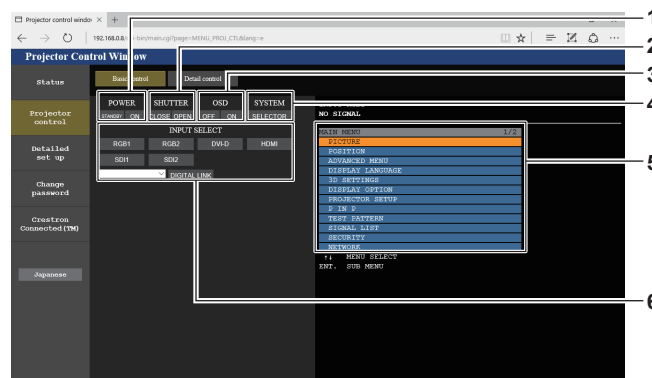 Projector control window
1
192.168.0.8/cgi-bin/main.cgi?page=MENU_PROJ_CTL&lang=e
Projector Control Window
2
Status
Basic control
Detail control
3
POWER
SHUTTER
OSD
SYSTEM
4
STANDBY ON
CLOSE OPEN
OFF ON
SELECTOR
NO SIGNAL
Projector
control
INPUT SELECT
MAIN MENU 1/2
RGB1
RGB2
DVI-D
HDMI
PICTURE
POSITION
Detailed
set up
SDI1
SDI2
ADVANCED MENU
DISPLAY LANGUAGE
5
DIGITAL LINK
3D SETTINGS
DISPLAY OPTION
Change
password
PROJECTOR SETUP
P IN P
TEST PATTERN
Crestron
Connected(TM)
SIGNAL LIST
SECURITY
NETWORK
↑↓ MENU SELECT
ENT. SUB MENU
Japanese
6